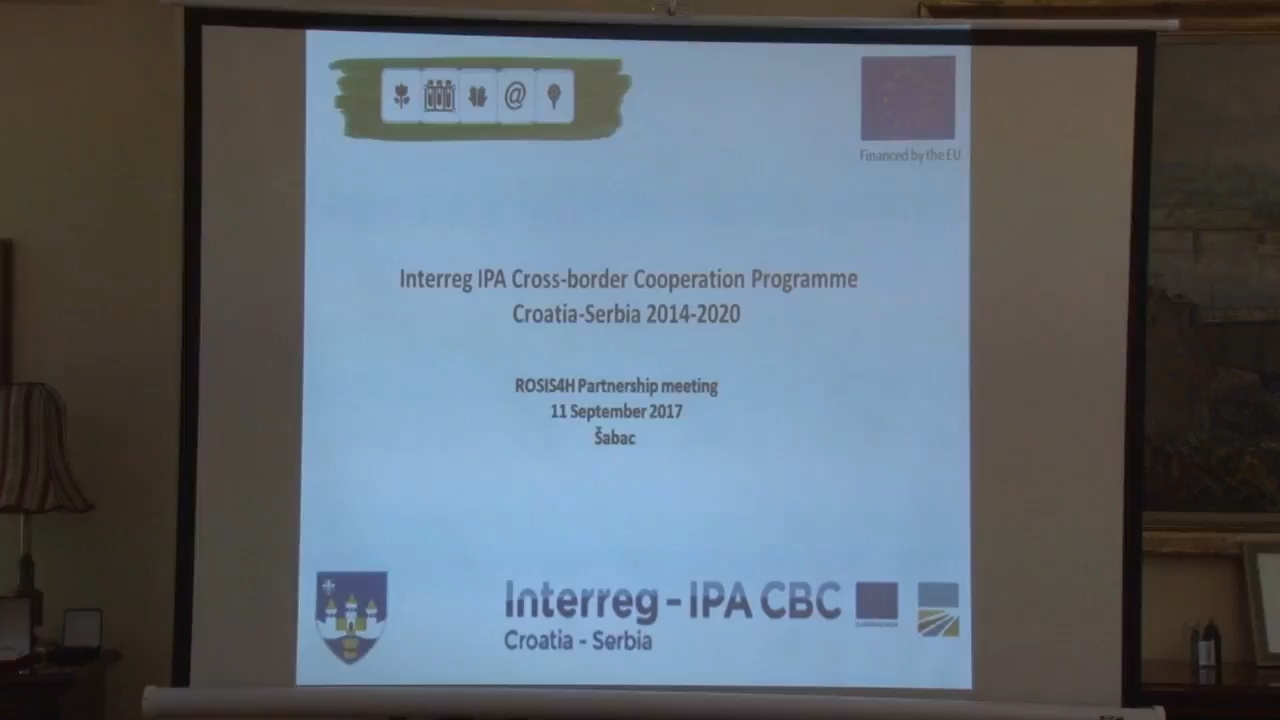 @
Financed by the EU
Interreg IPA Cross-border Cooperation Programme
Croatia-Serbia 2014-2020
ROSIS4H Partnership meeting
11 September 2017
Šabac
Interreg - IPA CBC
Croatia - Serbia